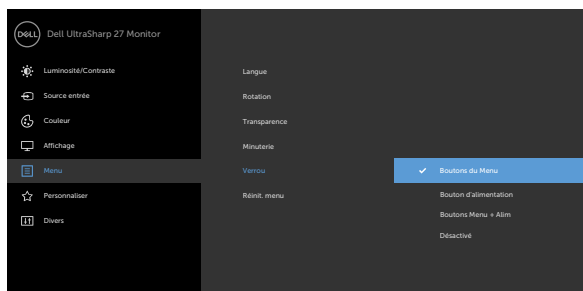 DELL Dell UltraSharp 27 Monitor
Luminosité/Contraste
Source entrée
Couleur
Affichage
Menu
Personnaliser
Divers
Langue
Rotation
Transparence
Minuterie
Verrou
Réinit. menu
Boutons du Menu
Bouton d'alimentation
Boutons Menu + Alim
Désactivé